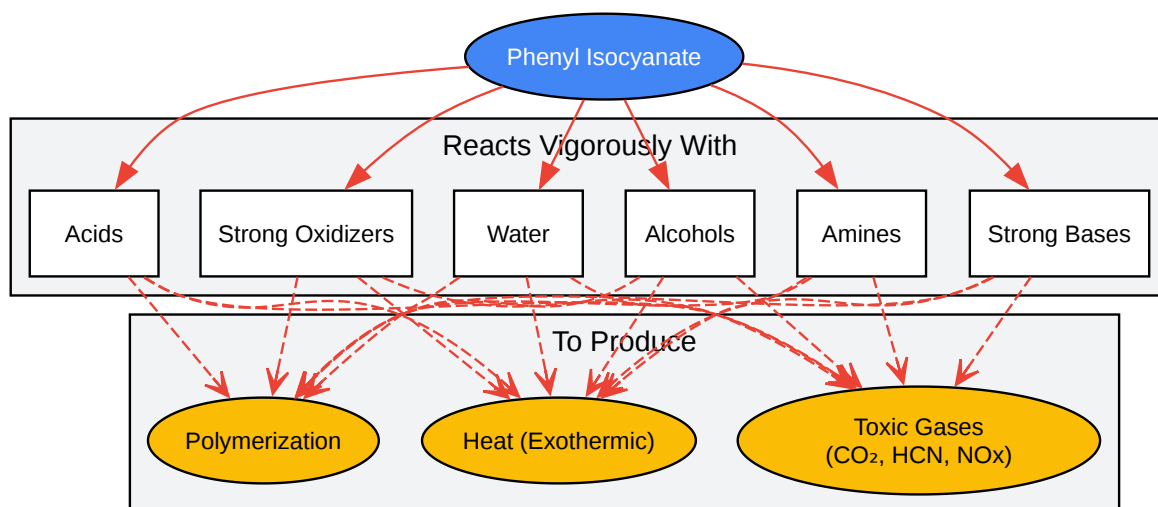 Phenyl Isocyanate
Reacts Vigorously With
Acids
Strong Oxidizers
Water
Alcohols
Amines
Strong Bases
To Produce
Polymerization
Heat (Exothermic)
Toxic Gases
(CO₂, HCN, NOx)